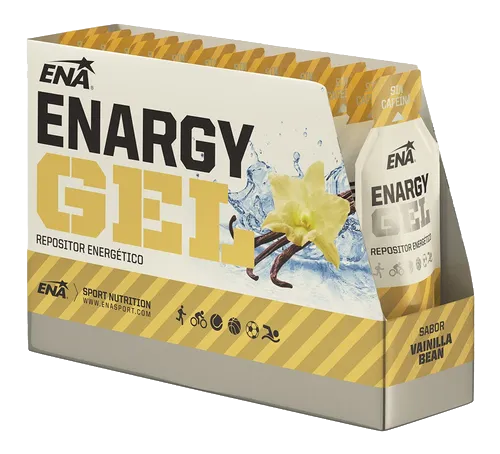 ENA
ENARGY
GEL
REPOSITOR ENERGÉTICO
ENA
SPORT NUTRITION
WWW.ENASPORT.COM
SIN
CAFEÍNA
ENA
ENARGY
GEL
REPOSITOR ENERGÉTICO
SABOR
VAINILLA
BEAN